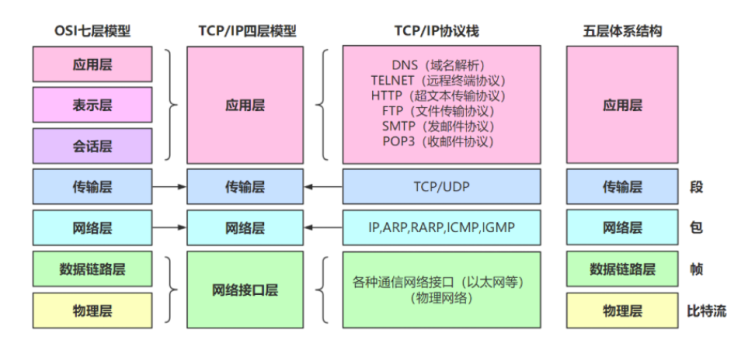 OSI七层模型
TCP/IP四层模型
TCP/IP协议栈
五层体系结构
应用层
表示层
会话层
应用层
DNS（域名解析）
TELNET（远程终端协议）
HTTP（超文本传输协议）
FTP（文件传输协议）
SMTP（发邮件协议）
POP3（收邮件协议）
应用层
传输层
传输层
TCP/UDP
传输层
段
网络层
网络层
IP,ARP,RARP,ICMP,IGMP
网络层
包
数据链路层
物理层
网络接口层
各种通信网络接口（以太网等）
（物理网络）
数据链路层
帧
物理层
比特流